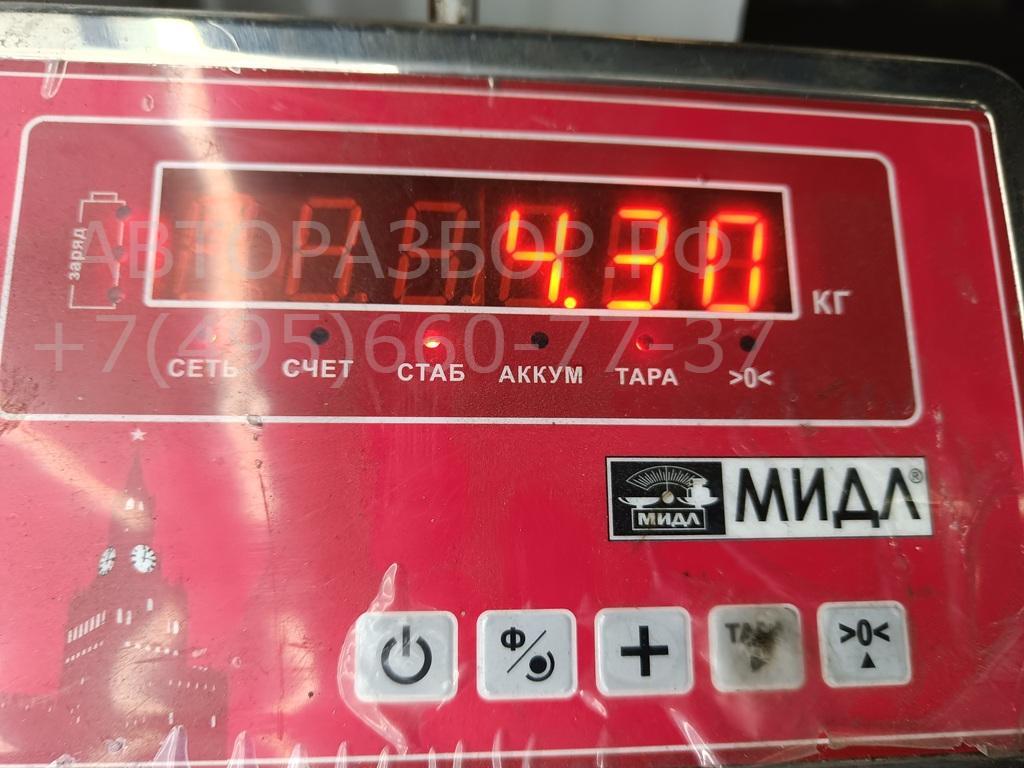 4.30
КГ
заряд
АВТОРАЗБОР.РФ
+7(495)660-77-37
СЕТЬ СЧЕТ СТАБ АККУМ ТАРА >0<
МИДЛ МИДЛ®
Ф + >0<